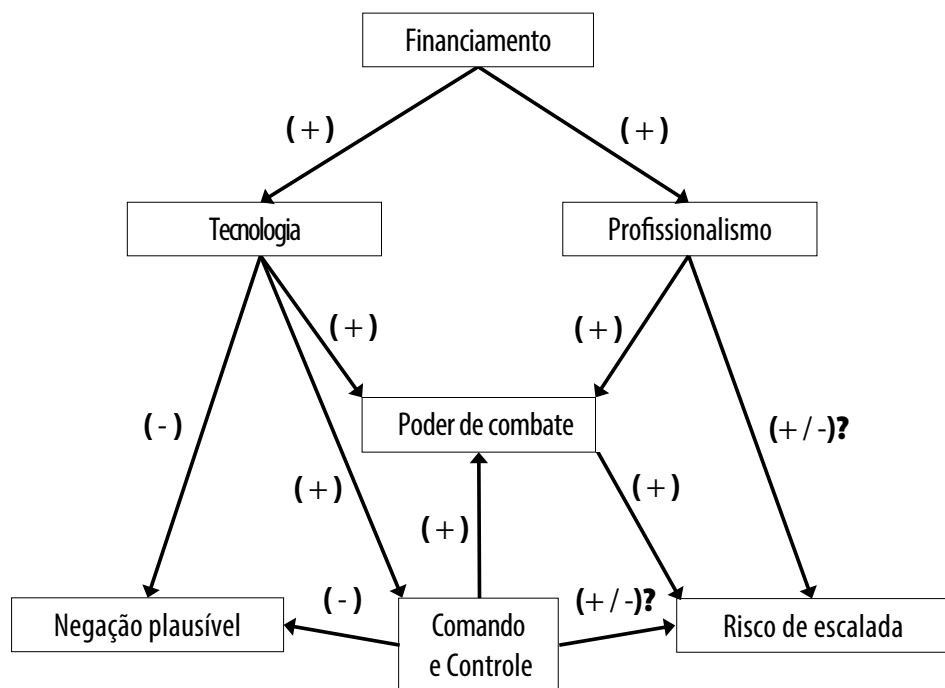 Financiamento
(+)
(+)
Tecnologia
Profissionalismo
(+)
(+)
Poder de combate
(-)
(+/-)?
(+)
(+)
(+)
(-)
(+/-)?
Negação plausível
Comando
e Controle
Risco de escalada